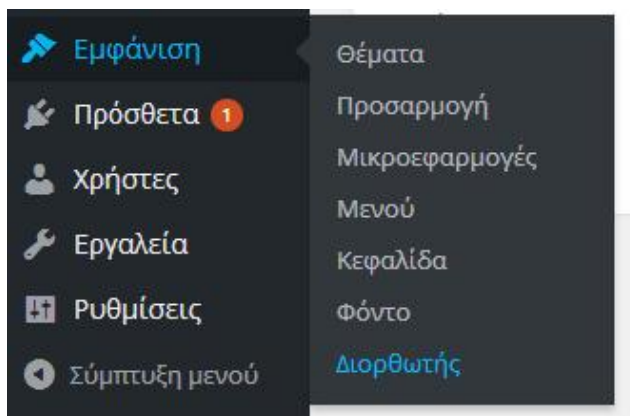 Εμφάνιση
Πρόσθετα 1
Χρήστες
Εργαλεία
Ρυθμίσεις
Σύμπτυξη μενού
Θέματα
Προσαρμογή
Μικροεφαρμογές
Μενού
Κεφαλίδα
Φόντο
Διορθωτής